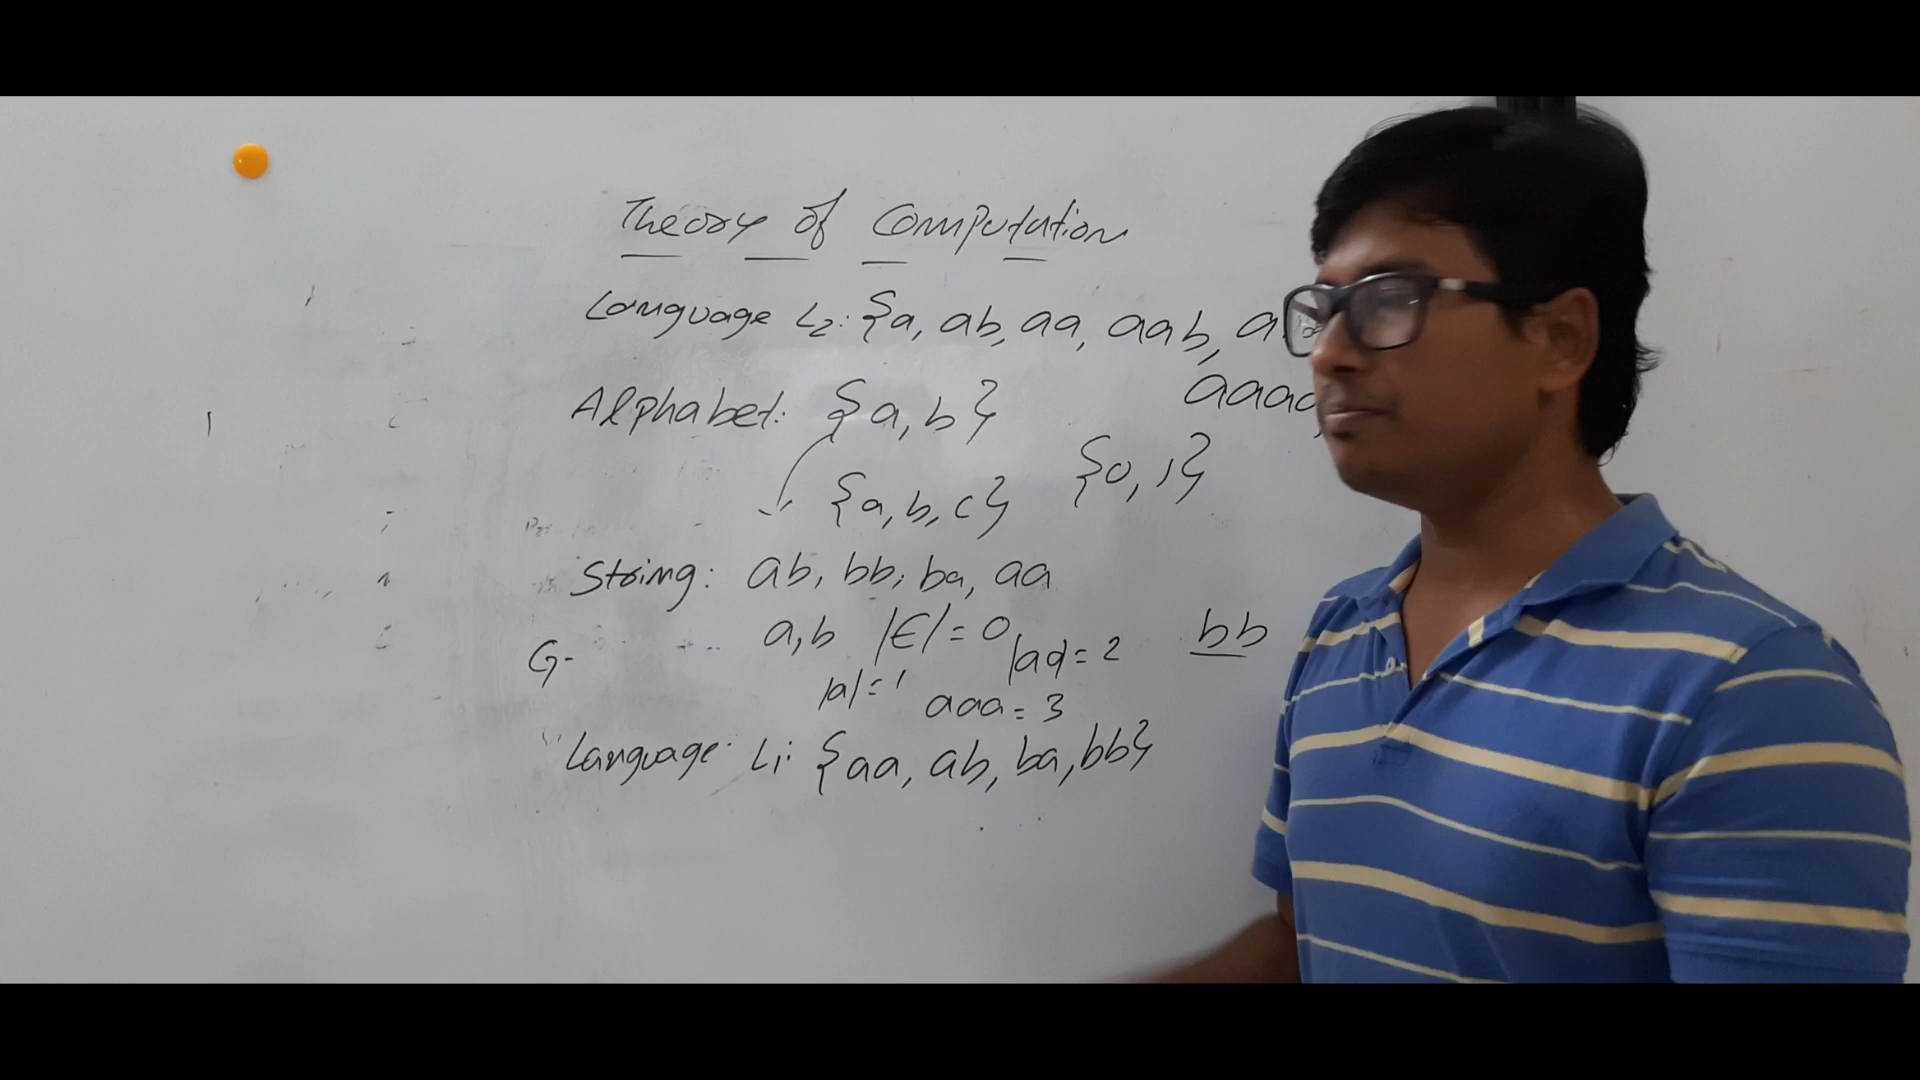 Theory of Computation
Language L2: {a, ab, aa, aab, a
aaa
Alphabet: {a, b}
{a, b, c} {0, 1}
String: ab, bb, ba, aa
a, b |ε| = 0 |aa| = 2 bb
G-
|a| = 1 aaa = 3
Language: L1: {aa, ab, ba, bb}